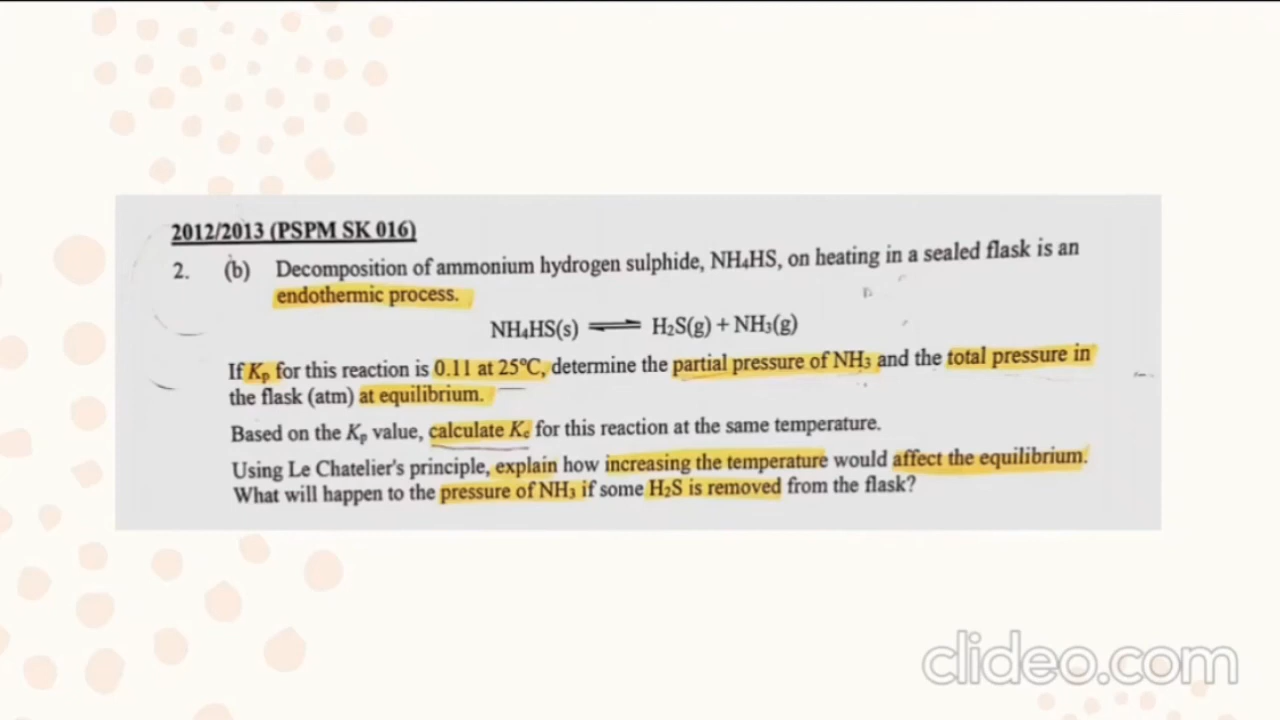 2012/2013 (PSPM SK 016)
2. (b) Decomposition of ammonium hydrogen sulphide, NH₄HS, on heating in a sealed flask is an
endothermic process.
NH₄HS(s) ⇌ H₂S(g) + NH₃(g)
If Kₚ for this reaction is 0.11 at 25°C, determine the partial pressure of NH₃ and the total pressure in
the flask (atm) at equilibrium.
Based on the Kₚ value, calculate K꜀ for this reaction at the same temperature.
Using Le Chatelier's principle, explain how increasing the temperature would affect the equilibrium.
What will happen to the pressure of NH₃ if some H₂S is removed from the flask?
clideo.com